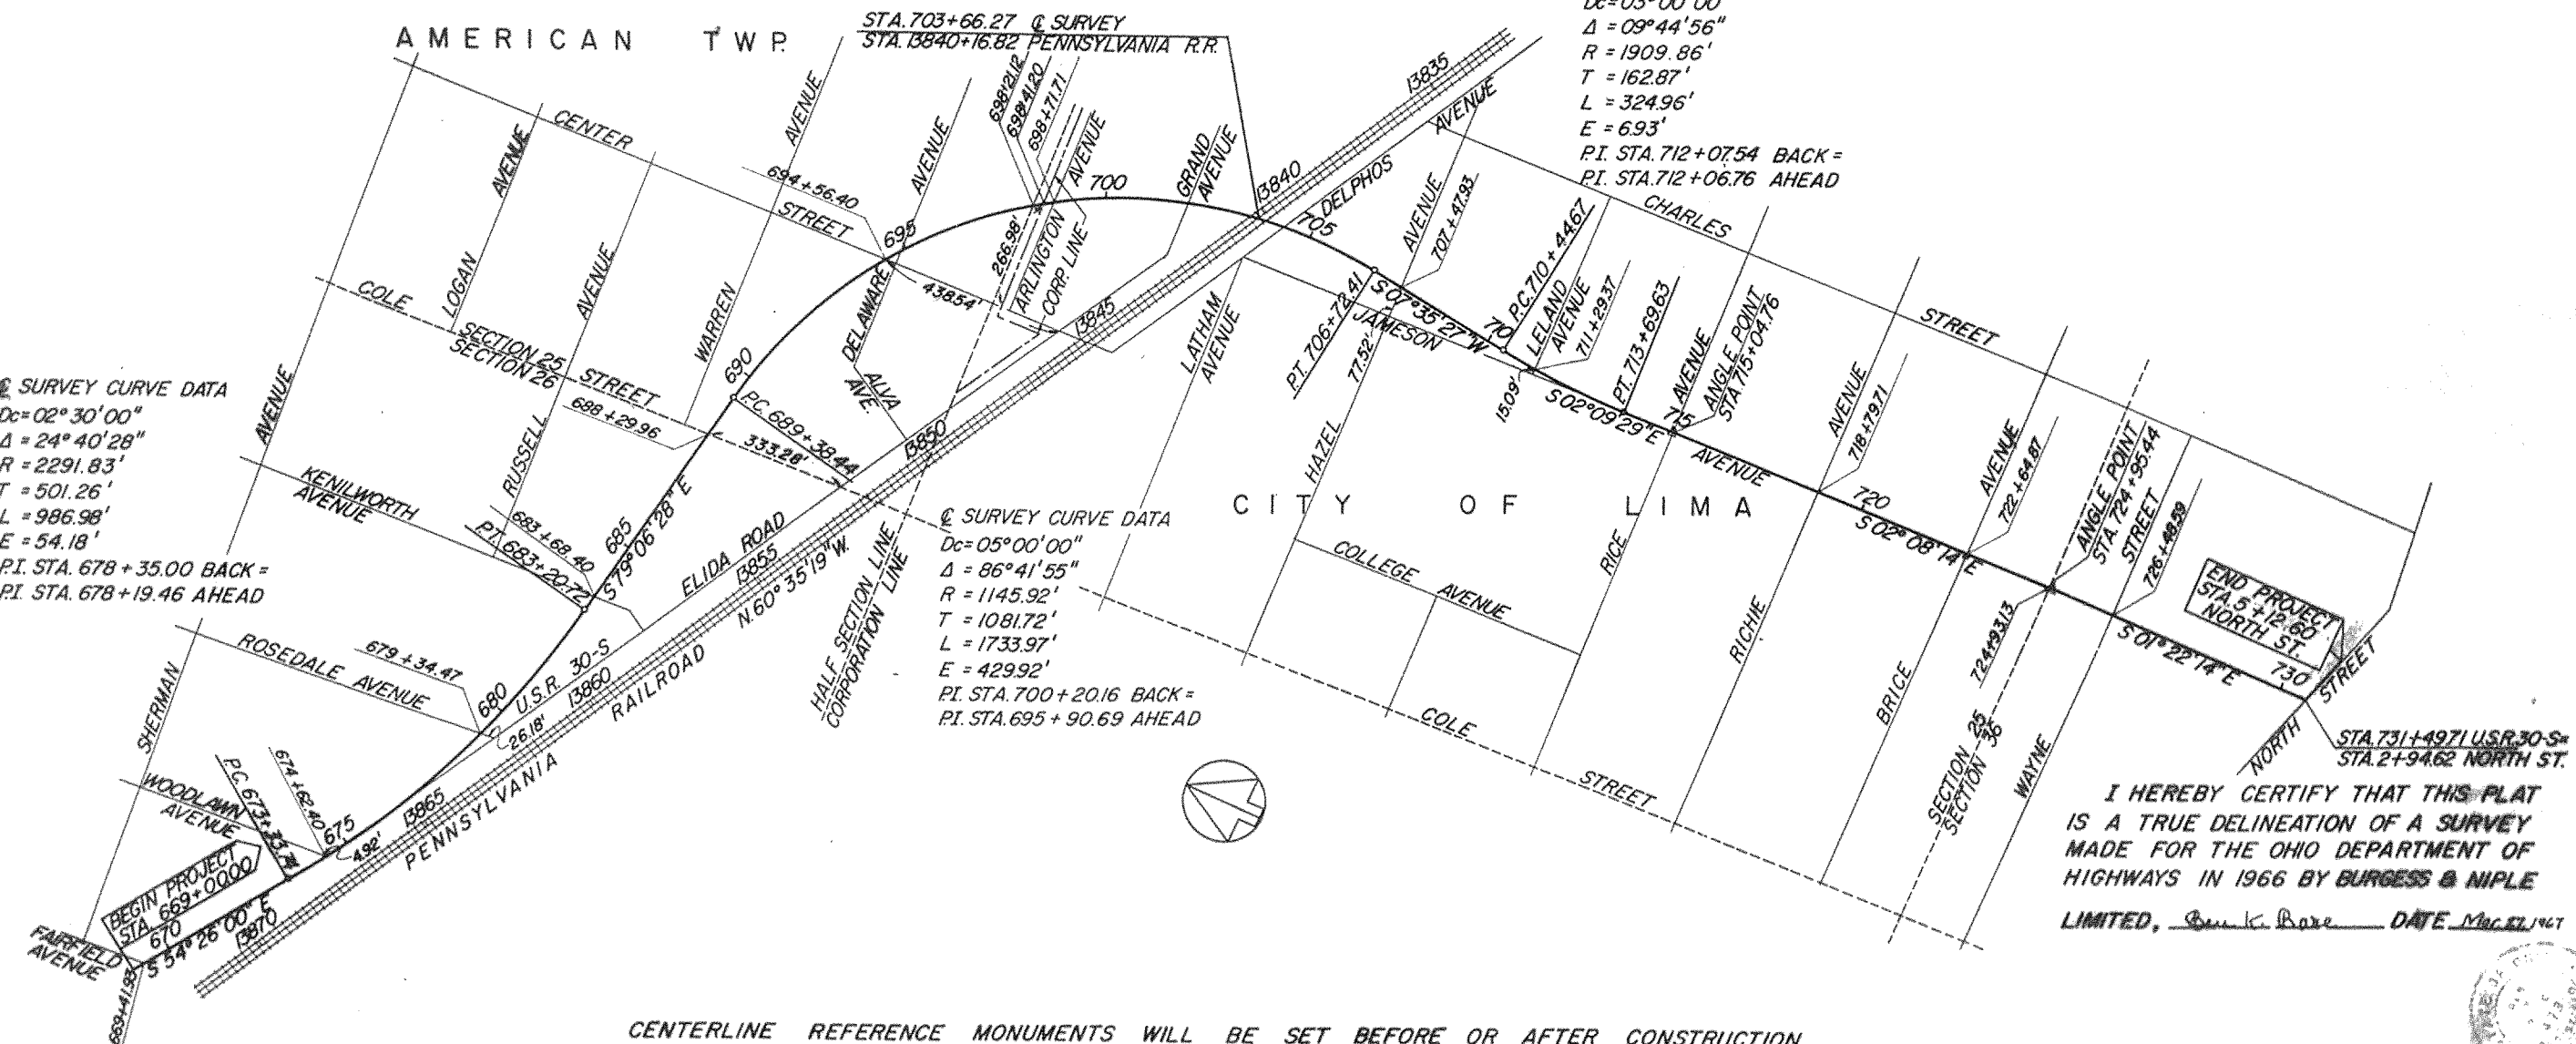 AMERICAN TWP.
STA. 703+66.27 ℄ SURVEY
STA. 13840+16.82 PENNSYLVANIA R.R.
Dc=03°00'00"
Δ = 09°44'56"
R = 1909.86'
T = 162.87'
L = 324.96'
E = 6.93'
P.I. STA. 712+07.54 BACK =
P.I. STA. 712+06.76 AHEAD
CENTER
STREET
AVENUE
LOGAN
AVENUE
AVENUE
WARREN
AVENUE
DELAWARE
694+56.40
698+21.12
698+41.20
698+71.71
ARLINGTON
AVENUE
CORP. LINE
266.98'
438.54'
GRAND
AVENUE
695
700
705
13835
13840
13845
13850
13855
13860
13865
13870
DELPHOS
AVENUE
ALVA
AVE.
COLE
STREET
SECTION 25
SECTION 26
RUSSELL
AVENUE
688+29.96
690
P.C. 689+38.44
333.28'
℄ SURVEY CURVE DATA
Dc=02°30'00"
Δ = 24°40'28"
R = 2291.83'
T = 501.26'
L = 986.98'
E = 54.18'
P.I. STA. 678+35.00 BACK =
P.I. STA. 678+19.46 AHEAD
AVENUE
SHERMAN
KENILWORTH
AVENUE
683+68.40
P.T. 683+20.72
685
S 79°06'28" E
ROSEDALE AVENUE
679+34.47
680
26.18'
U.S.R. 30-S
ELIDA ROAD
N. 60°35'19" W.
PENNSYLVANIA
RAILROAD
HALF SECTION LINE
CORPORATION LINE
℄ SURVEY CURVE DATA
Dc=05°00'00"
Δ = 86°41'55"
R = 1145.92'
T = 1081.72'
L = 1733.97'
E = 429.92'
P.I. STA. 700+20.16 BACK =
P.I. STA. 695+90.69 AHEAD
WOODLAWN
AVENUE
P.C. 673+33.74
674+62.40
675
4.92'
BEGIN PROJECT
STA. 669+00.00
670
S 54°26'00" E
FAIRFIELD
AVENUE
669+41.93
LATHAM
AVENUE
P.T. 706+72.41
HAZEL
AVENUE
707+47.93
77.52'
S 07°35'27" W
JAMESON
AVENUE
P.C. 710+44.67
LELAND
AVENUE
711+29.37
15.09'
P.T. 713+69.63
S 02°09'29" E
715
ANGLE POINT
STA. 715+04.76
RICE
AVENUE
CHARLES
STREET
CITY OF LIMA
COLLEGE
AVENUE
COLE
STREET
RICHIE
AVENUE
718+79.71
720
S 02°08'14" E
BRICE
AVENUE
722+64.87
ANGLE POINT
STA. 724+95.44
724+93.13
SECTION 25
SECTION 36
WAYNE
STREET
726+48.59
S 01°22'14" E
730
END PROJECT
STA. 5+12.60
NORTH ST.
NORTH
STREET
STA. 731+49.71 U.S.R. 30-S=
STA. 2+94.62 NORTH ST.
I HEREBY CERTIFY THAT THIS PLAT
IS A TRUE DELINEATION OF A SURVEY
MADE FOR THE OHIO DEPARTMENT OF
HIGHWAYS IN 1966 BY BURGESS & NIPLE
LIMITED, DATE 1967
CENTERLINE REFERENCE MONUMENTS WILL BE SET BEFORE OR AFTER CONSTRUCTION